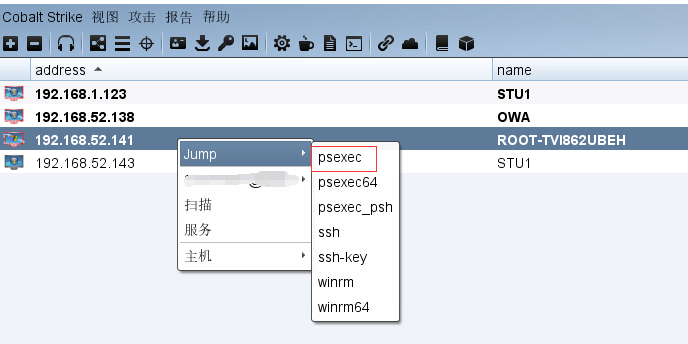 Cobalt Strike 视图 攻击 报告 帮助
address name
192.168.1.123 STU1
192.168.52.138 OWA
192.168.52.141 ROOT-TVI862UBEH
192.168.52.143 STU1
Jump
扫描
服务
主机
psexec
psexec64
psexec_psh
ssh
ssh-key
winrm
winrm64